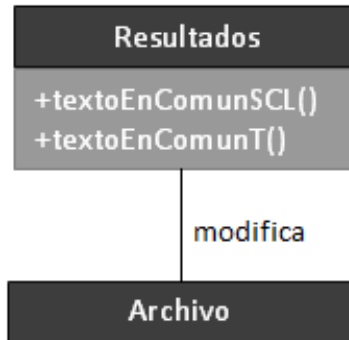 Resultados
+textoEnComunSCL()
+textoEnComunT()
modifica
Archivo